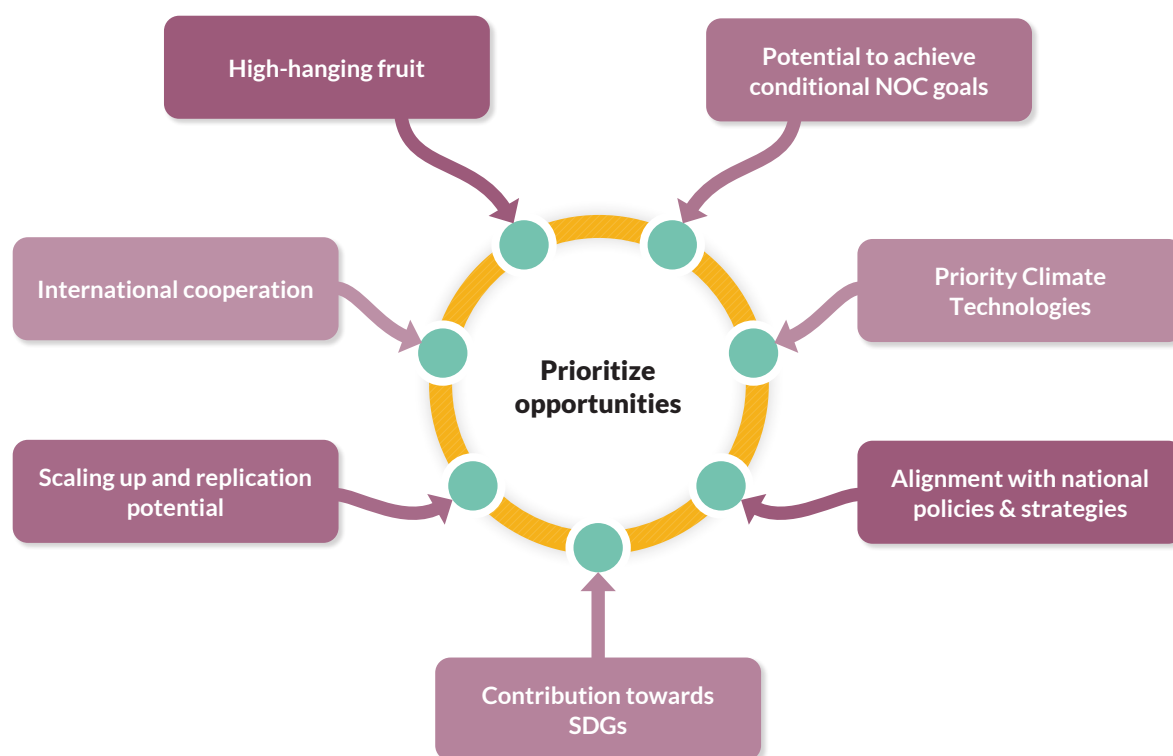 High-hanging fruit
Potential to achieve
conditional NOC goals
International cooperation
Priority Climate
Technologies
Prioritize
opportunities
Scaling up and replication
potential
Alignment with national
policies & strategies
Contribution towards
SDGs